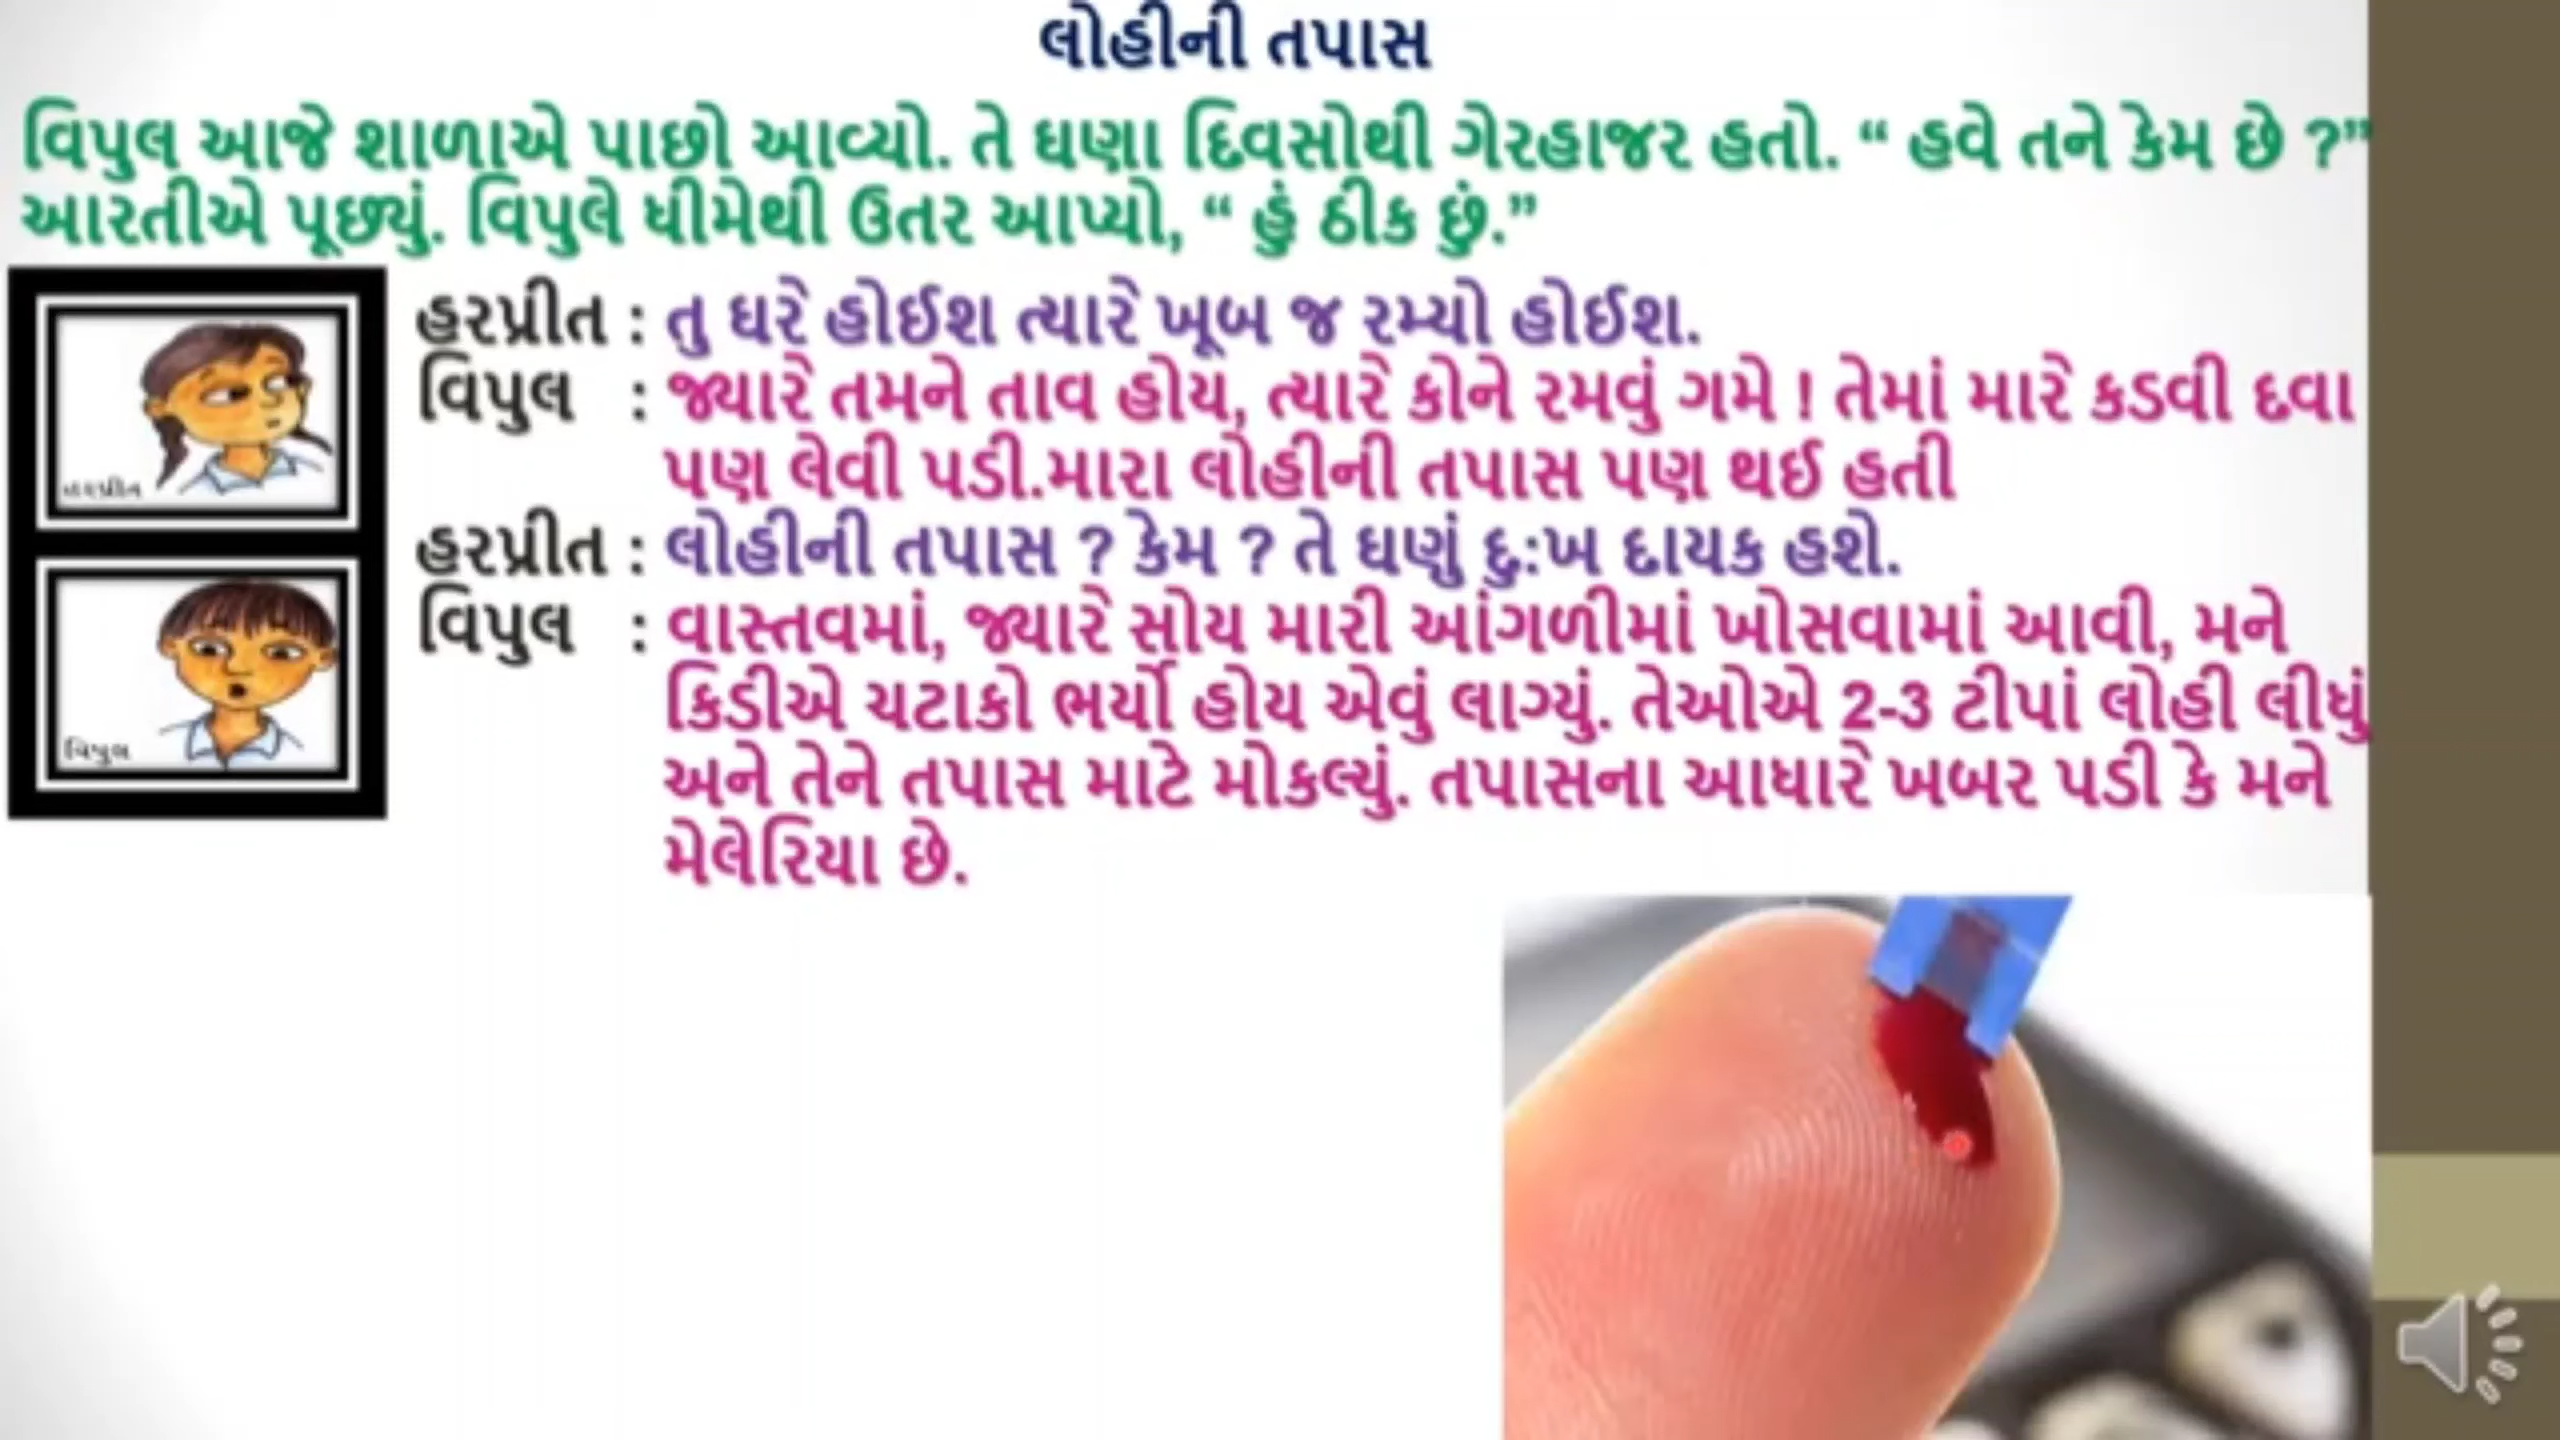 લોહીની તપાસ
વિપુલ આજે શાળાએ પાછો આવ્યો. તે ઘણા દિવસોથી ગેરહાજર હતો. “ હવે તને કેમ છે ?”
આરતીએ પૂછ્યું. વિપુલે ધીમેથી ઉતર આપ્યો, “ હું ઠીક છું.”
હરપ્રીત : તુ ઘરે હોઈશ ત્યારે ખૂબ જ રમ્યો હોઈશ.
વિપુલ : જ્યારે તમને તાવ હોય, ત્યારે કોને રમવું ગમે ! તેમાં મારે કડવી દવા
પણ લેવી પડી.મારા લોહીની તપાસ પણ થઈ હતી
હરપ્રીત : લોહીની તપાસ ? કેમ ? તે ઘણું દુ:ખ દાયક હશે.
વિપુલ : વાસ્તવમાં, જ્યારે સોય મારી આંગળીમાં ખોસવામાં આવી, મને
કિડીએ ચટાકો ભર્યો હોય એવું લાગ્યું. તેઓએ 2-3 ટીપાં લોહી લીધું
અને તેને તપાસ માટે મોકલ્યું. તપાસના આધારે ખબર પડી કે મને
મેલેરિયા છે.
હરપ્રીત
વિપુલ